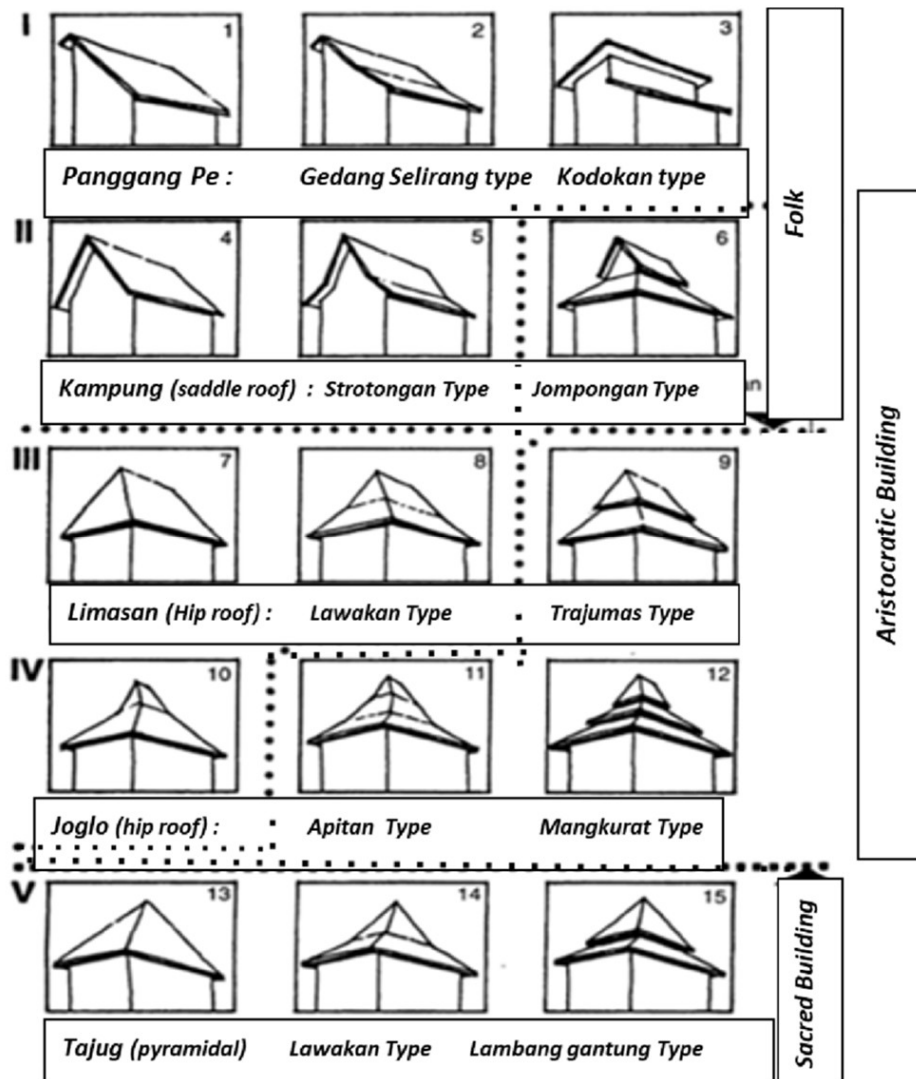 I
1
2
3
Panggang Pe : Gedang Selirang type Kodokan type
II
4
5
6
Kampung (saddle roof) : Strotongan Type Jompongan Type
an
III
7
8
9
Limasan (Hip roof) : Lawakan Type Trajumas Type
IV
10
11
12
Joglo (hip roof) : Apitan Type Mangkurat Type
V
13
14
15
Tajug (pyramidal) Lawakan Type Lambang gantung Type
Folk
Aristocratic Building
Sacred Building